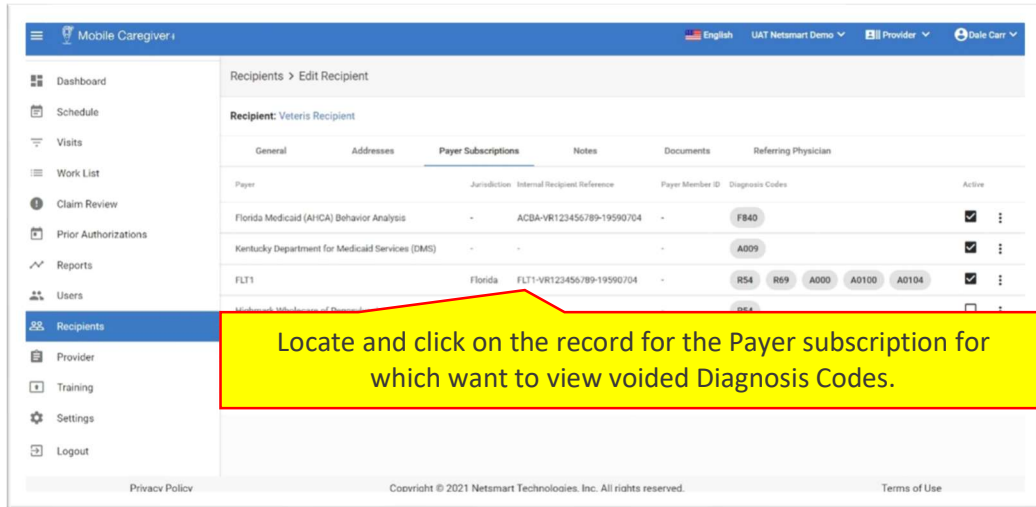 Mobile Caregiver+ English UAT Netsmart Demo Provider Dale Carr
Dashboard
Schedule
Visits
Work List
Claim Review
Prior Authorizations
Reports
Users
Recipients
Provider
Training
Settings
Logout
Recipients > Edit Recipient
Recipient: Veteris Recipient
General Addresses Payer Subscriptions Notes Documents Referring Physician
Payer Jurisdiction Internal Recipient Reference Payer Member ID Diagnosis Codes Active
Florida Medicaid (AHCA) Behavior Analysis - ACBA-VR123456789-19590704 - F840
Kentucky Department for Medicaid Services (DMS) - - - A009
FLT1 Florida FLT1-VR123456789-19590704 - R54 R69 A000 A0100 A0104
Locate and click on the record for the Payer subscription for
which want to view voided Diagnosis Codes.
Privacy Policy Copyright © 2021 Netsmart Technologies, Inc. All rights reserved. Terms of Use